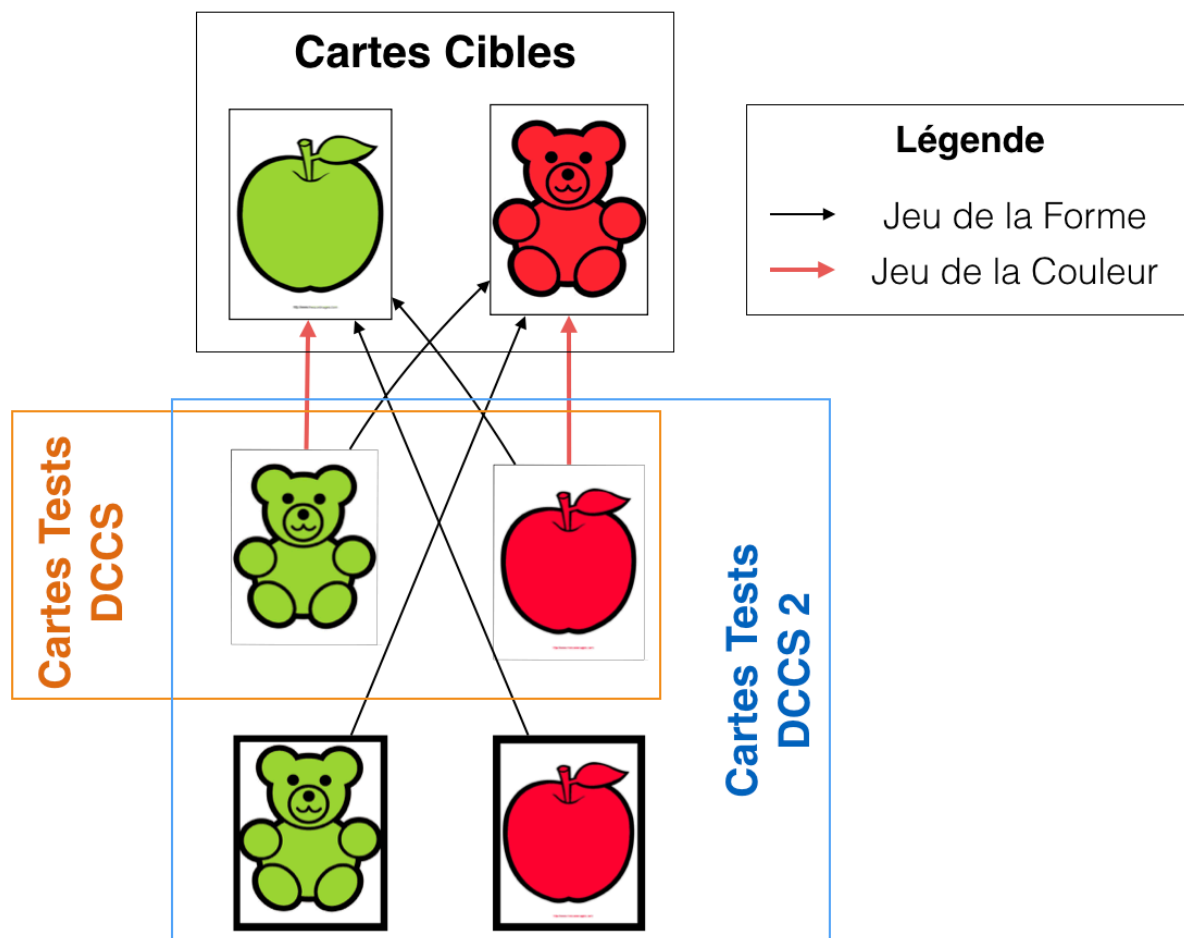 Cartes Cibles
Légende
Jeu de la Forme
Jeu de la Couleur
Cartes Tests
DCCS
Cartes Tests
DCCS 2